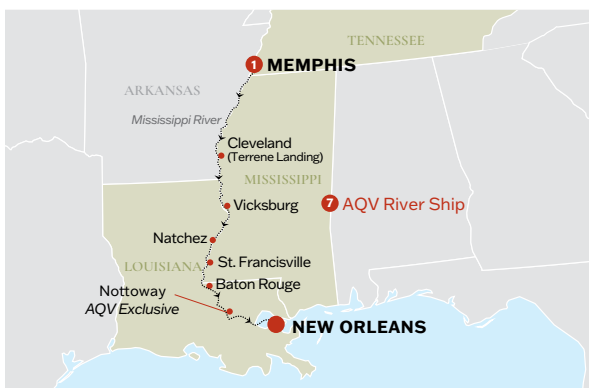 TENNESSEE
1 MEMPHIS
ARKANSAS
Mississippi River
Cleveland
(Terrene Landing)
MISSISSIPPI
Vicksburg
7 AQV River Ship
Natchez
St. Francisville
LOUISIANA
Baton Rouge
Nottoway
AQV Exclusive
NEW ORLEANS